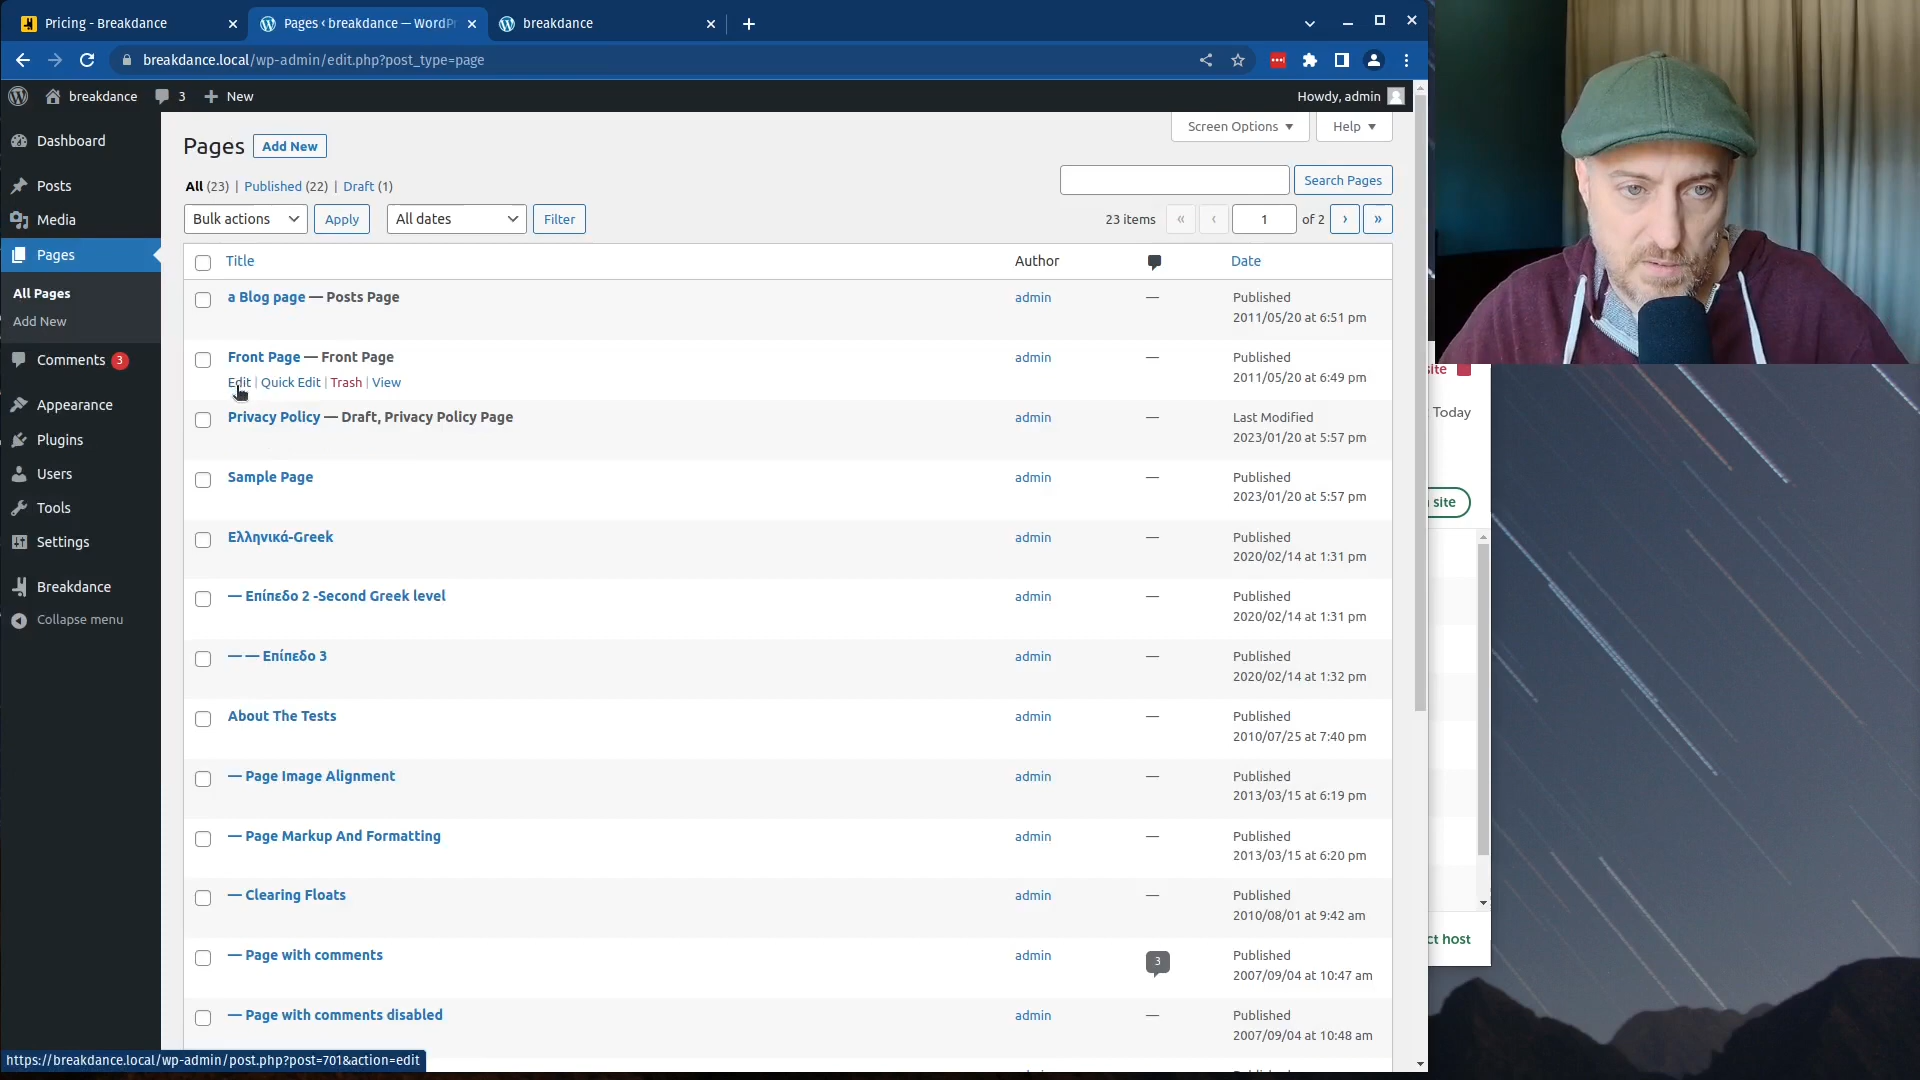 Pricing - Breakdance
Pages ‹ breakdance — WordPr
breakdance
breakdance.local/wp-admin/edit.php?post_type=page
breakdance 3 New
Howdy, admin
Dashboard
Posts
Media
Pages
All Pages
Add New
Comments 3
Appearance
Plugins
Users
Tools
Settings
Breakdance
Collapse menu
Screen Options
Help
Pages Add New
All (23) | Published (22) | Draft (1)
Search Pages
Bulk actions Apply All dates Filter
23 items « ‹ 1 of 2 › »
Title Author Date
a Blog page — Posts Page admin — Published
2011/05/20 at 6:51 pm
Front Page — Front Page admin — Published
Edit | Quick Edit | Trash | View 2011/05/20 at 6:49 pm
Privacy Policy — Draft, Privacy Policy Page admin — Last Modified
2023/01/20 at 5:57 pm
Sample Page admin — Published
2023/01/20 at 5:57 pm
Ελληνικά-Greek admin — Published
2020/02/14 at 1:31 pm
— Επίπεδο 2 -Second Greek level admin — Published
2020/02/14 at 1:31 pm
— — Επίπεδο 3 admin — Published
2020/02/14 at 1:32 pm
About The Tests admin — Published
2010/07/25 at 7:40 pm
— Page Image Alignment admin — Published
2013/03/15 at 6:19 pm
— Page Markup And Formatting admin — Published
2013/03/15 at 6:20 pm
— Clearing Floats admin — Published
2010/08/01 at 9:42 am
— Page with comments admin 3 Published
2007/09/04 at 10:47 am
— Page with comments disabled admin — Published
2007/09/04 at 10:48 am
https://breakdance.local/wp-admin/post.php?post=701&action=edit
site
Today
site
ct host